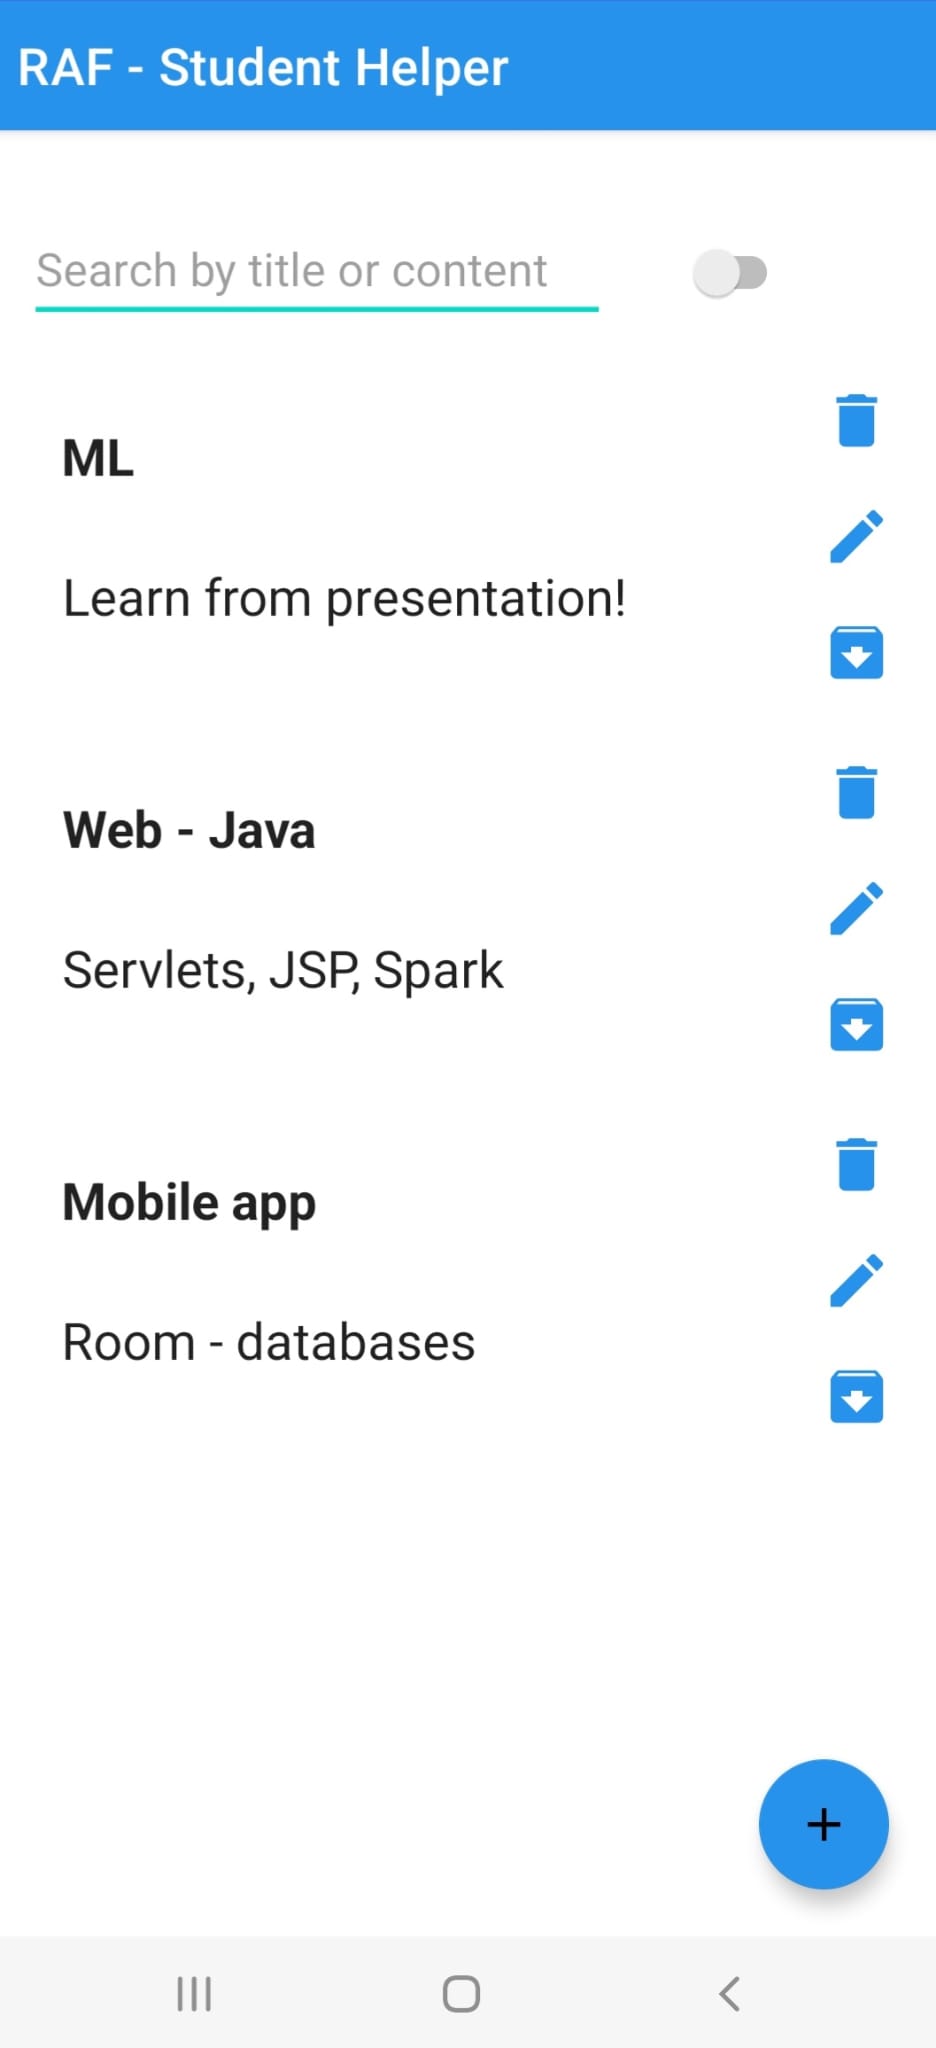 RAF - Student Helper
Search by title or content
ML
Learn from presentation!
Web - Java
Servlets, JSP, Spark
Mobile app
Room - databases